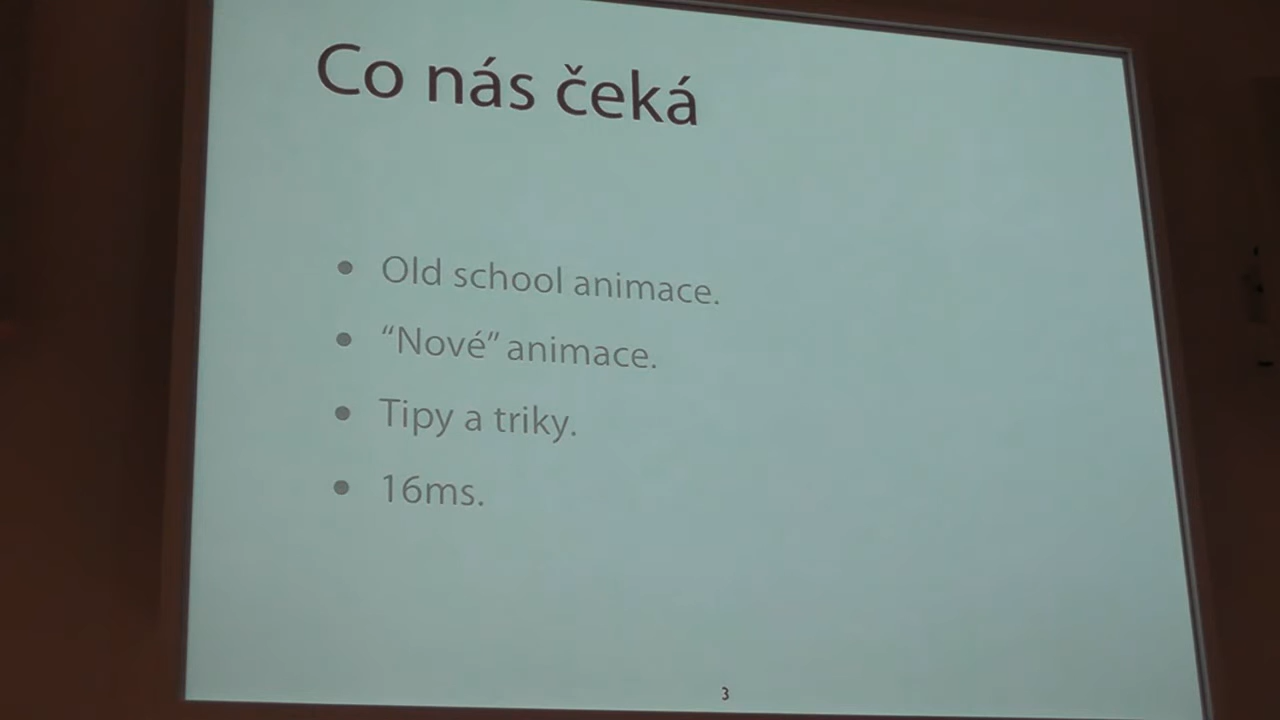 Co nás čeká
• Old school animace.
• “Nové” animace.
• Tipy a triky.
• 16ms.
3